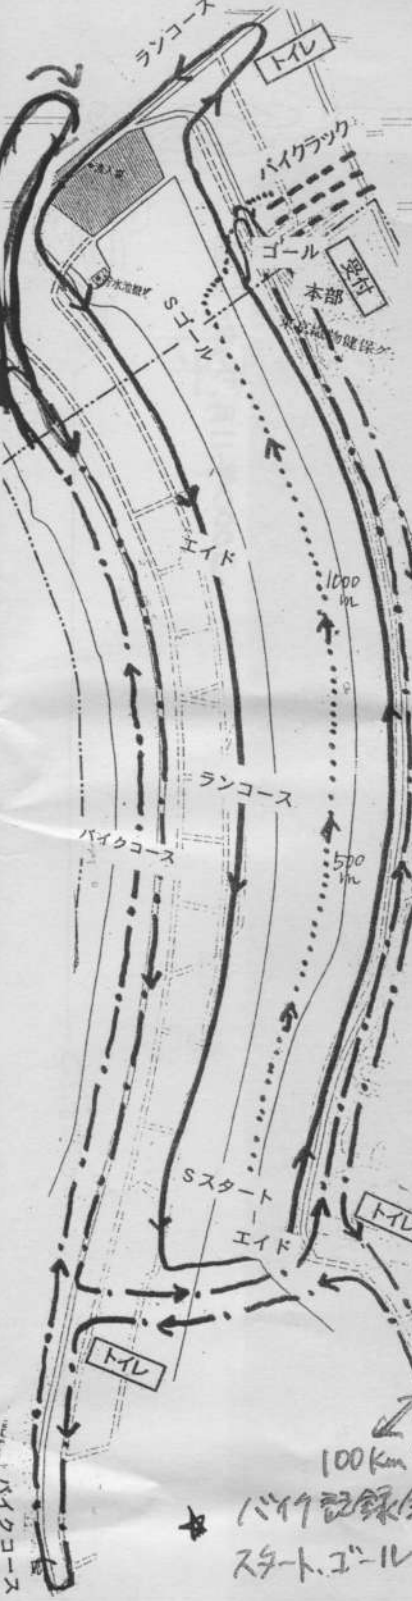 ランコース
トイレ
バイクラック
ゴール
受付
本部
Sゴール
エイド
1000
m
ランコース
バイクコース
500
m
Sスタート
エイド
トイレ
トイレ
100Km
バイク記録会
スタート、ゴール
バイクコース